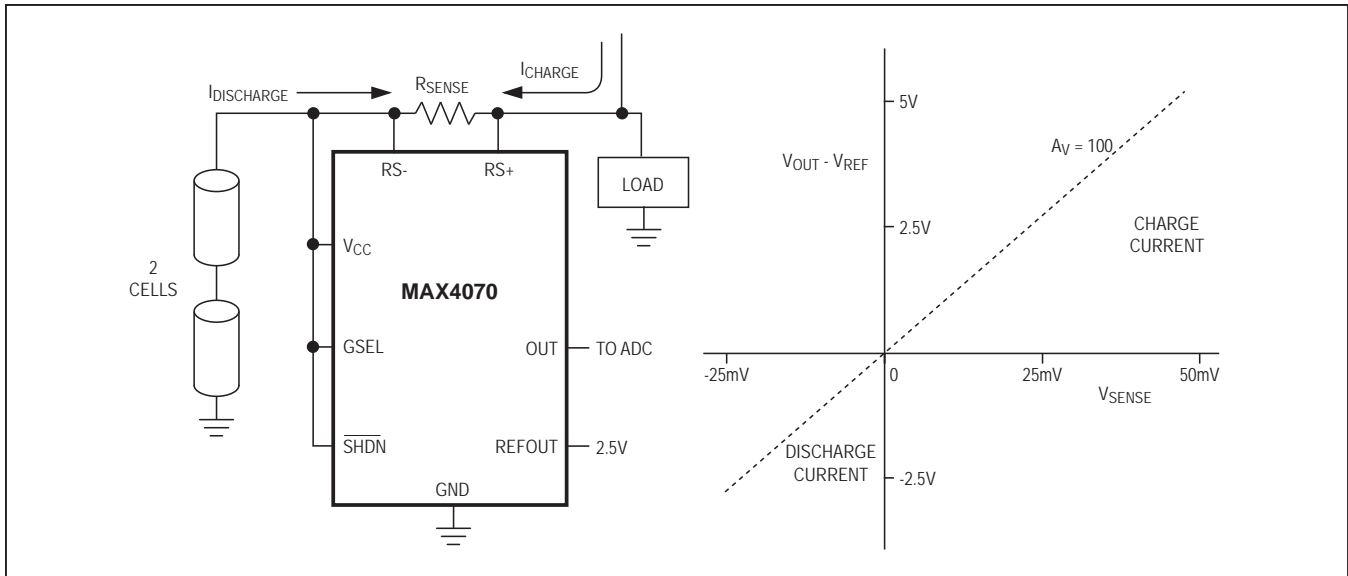 IDISCHARGE
RSENSE
ICHARGE
RS-
RS+
LOAD
2
CELLS
VCC
MAX4070
GSEL
OUT
TO ADC
SHDN
REFOUT
2.5V
GND
5V
AV = 100
VOUT - VREF
2.5V
CHARGE
CURRENT
-25mV
0
25mV
50mV
VSENSE
DISCHARGE
CURRENT
-2.5V